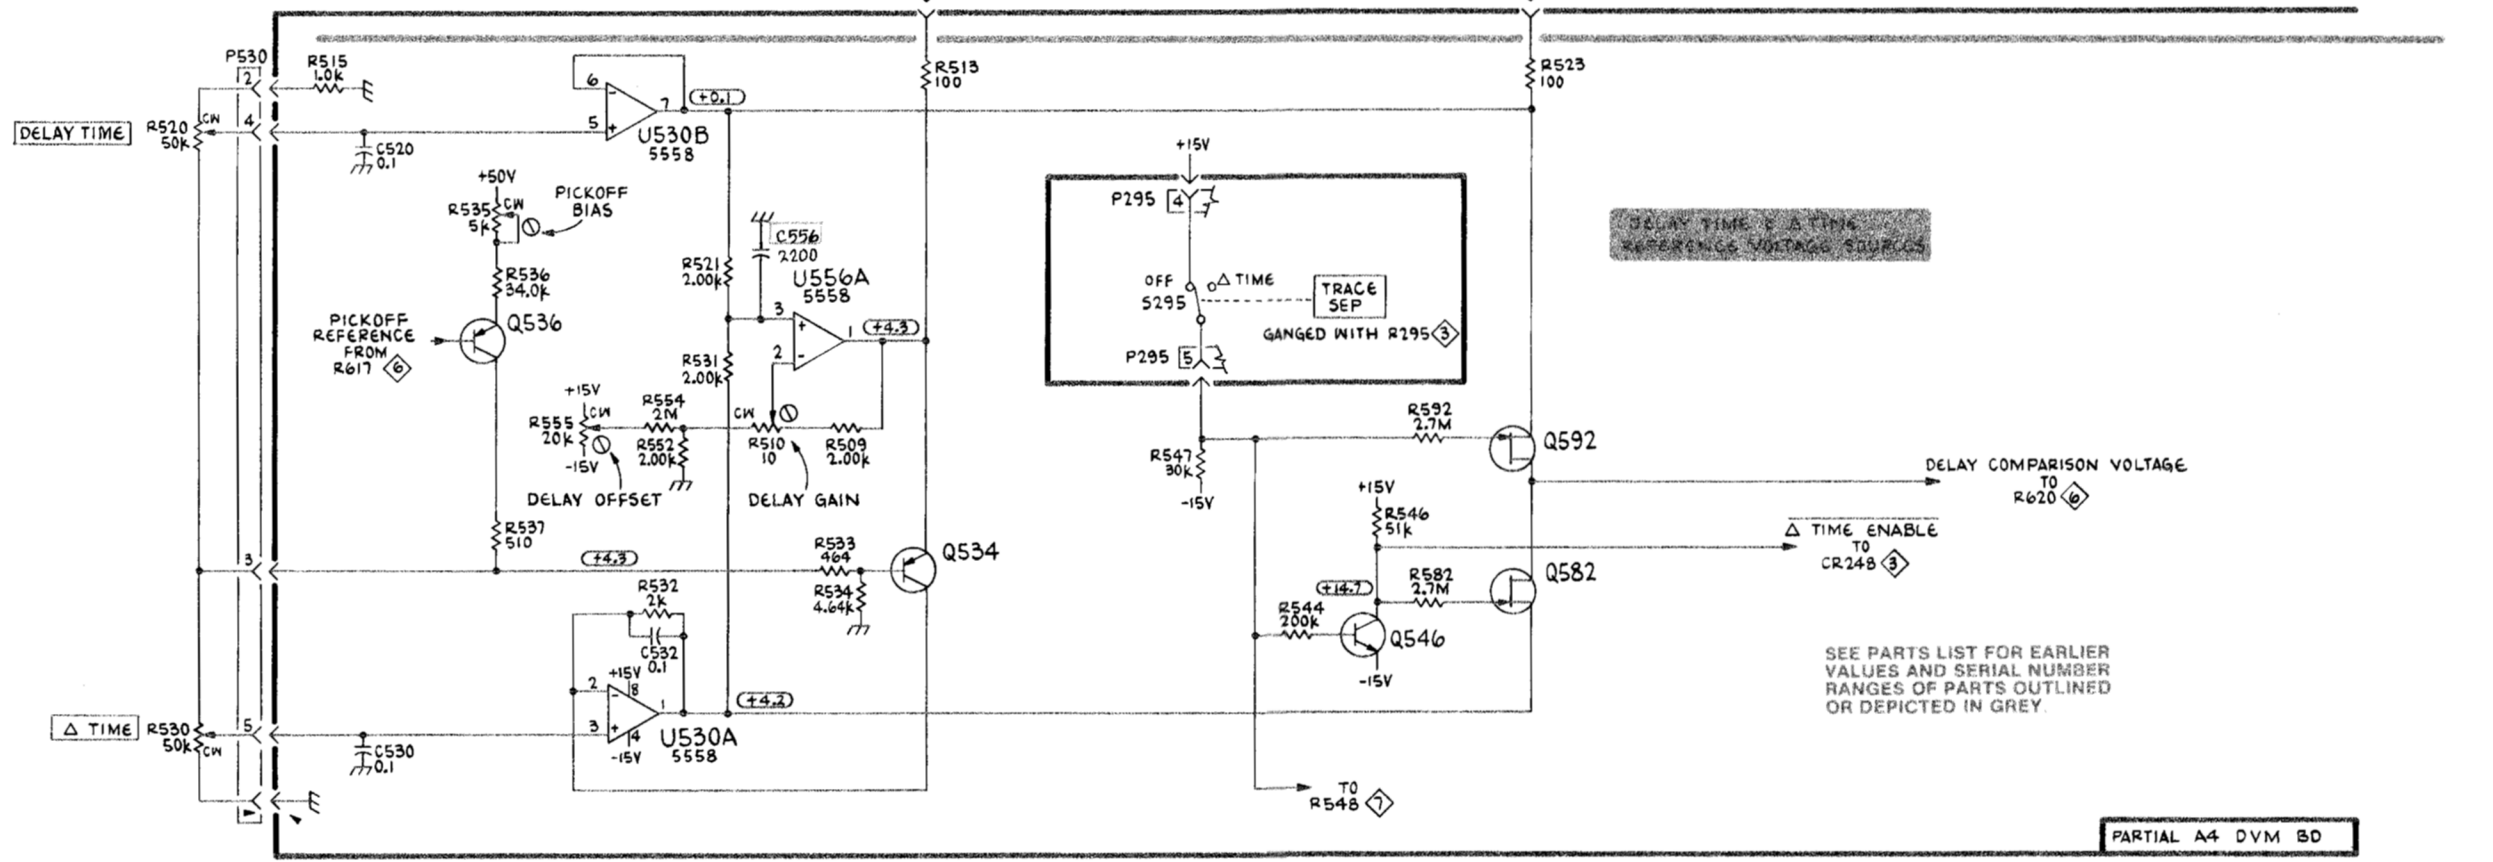 P530
2
R515
1.0K
R513
100
R523
100
6
-
7
+0.1
5
+
U530B
5558
DELAY TIME
R520
50K
CW
4
C520
0.1
+50V
R535
5K
CW
PICKOFF
BIAS
R536
34.0K
PICKOFF
REFERENCE
FROM
R617 6
Q536
C556
2200
R521
2.00K
U556A
5558
3
+
1
+4.3
2
-
R531
2.00K
+15V
P295
4
OFF
Δ TIME
S295
TRACE
SEP
GANGED WITH R295 3
P295
5
+15V
CW
R555
20K
-15V
R554
2M
R552
2.00K
CW
R510
10
R509
2.00K
DELAY OFFSET
DELAY GAIN
R547
30K
-15V
R592
2.7M
Q592
DELAY COMPARISON VOLTAGE
TO
R620 6
+15V
R546
51K
Δ TIME ENABLE
TO
CR248 3
R537
510
3
+4.3
R533
464
R534
4.64K
Q534
+14.7
R582
2.7M
Q582
R544
200K
Q546
-15V
R532
2K
C532
0.1
+15V
2
-
8
1
+4.2
3
+
4
-15V
U530A
5558
Δ TIME
R530
50K
CW
5
C530
0.1
TO
R548 7
DELAY TIME & Δ TIME
REFERENCE VOLTAGE SOURCES
SEE PARTS LIST FOR EARLIER
VALUES AND SERIAL NUMBER
RANGES OF PARTS OUTLINED
OR DEPICTED IN GREY.
PARTIAL A4 DVM BD